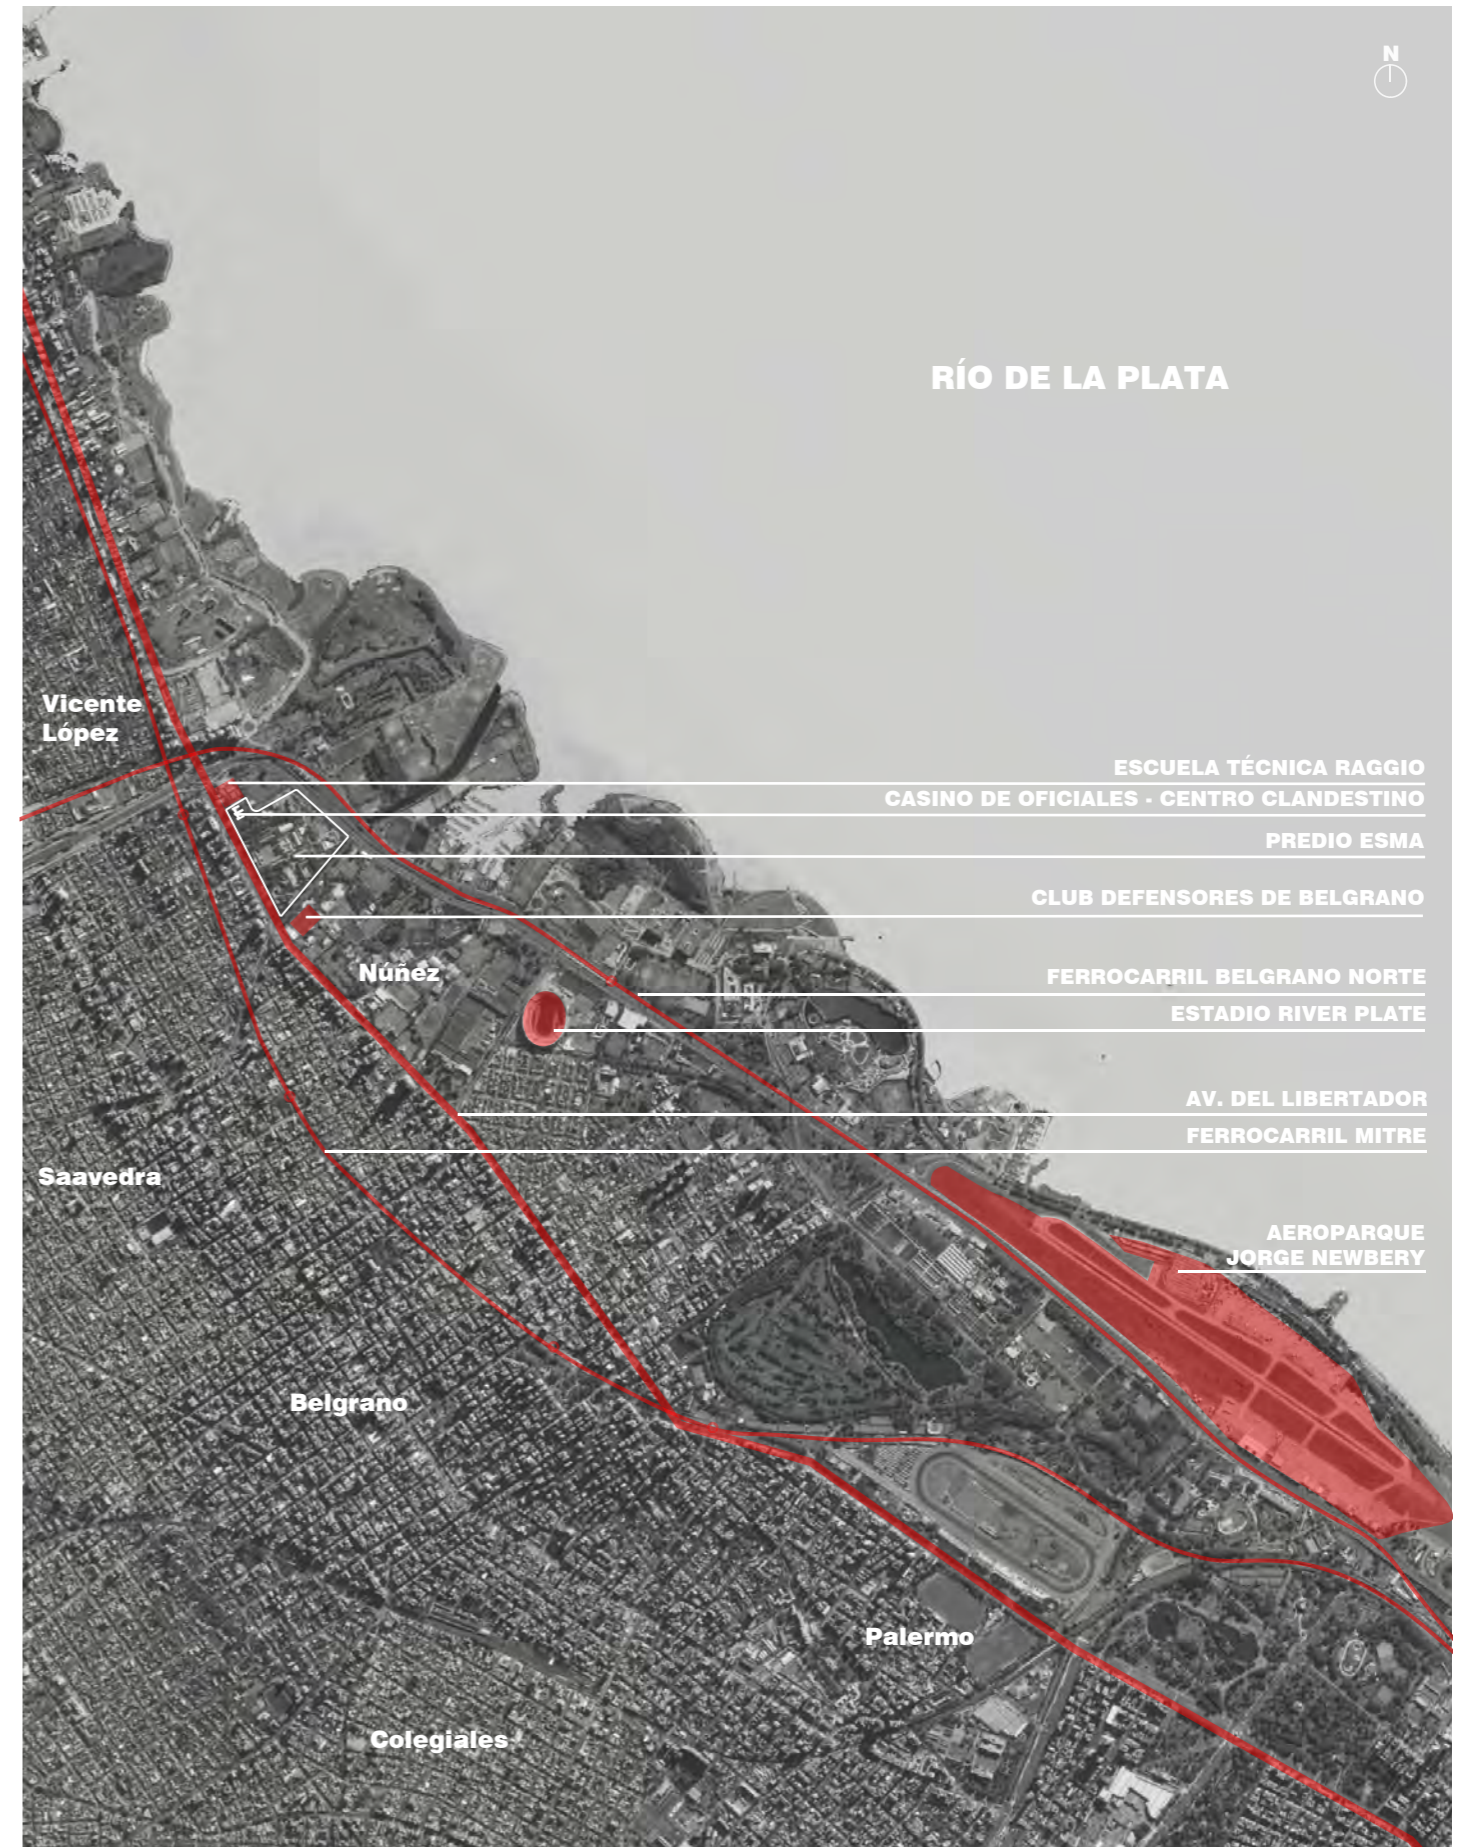 N
RÍO DE LA PLATA
Vicente
López
ESCUELA TÉCNICA RAGGIO
CASINO DE OFICIALES - CENTRO CLANDESTINO
PREDIO ESMA
CLUB DEFENSORES DE BELGRANO
Núñez
FERROCARRIL BELGRANO NORTE
ESTADIO RIVER PLATE
AV. DEL LIBERTADOR
FERROCARRIL MITRE
Saavedra
AEROPARQUE
JORGE NEWBERY
Belgrano
Palermo
Colegiales